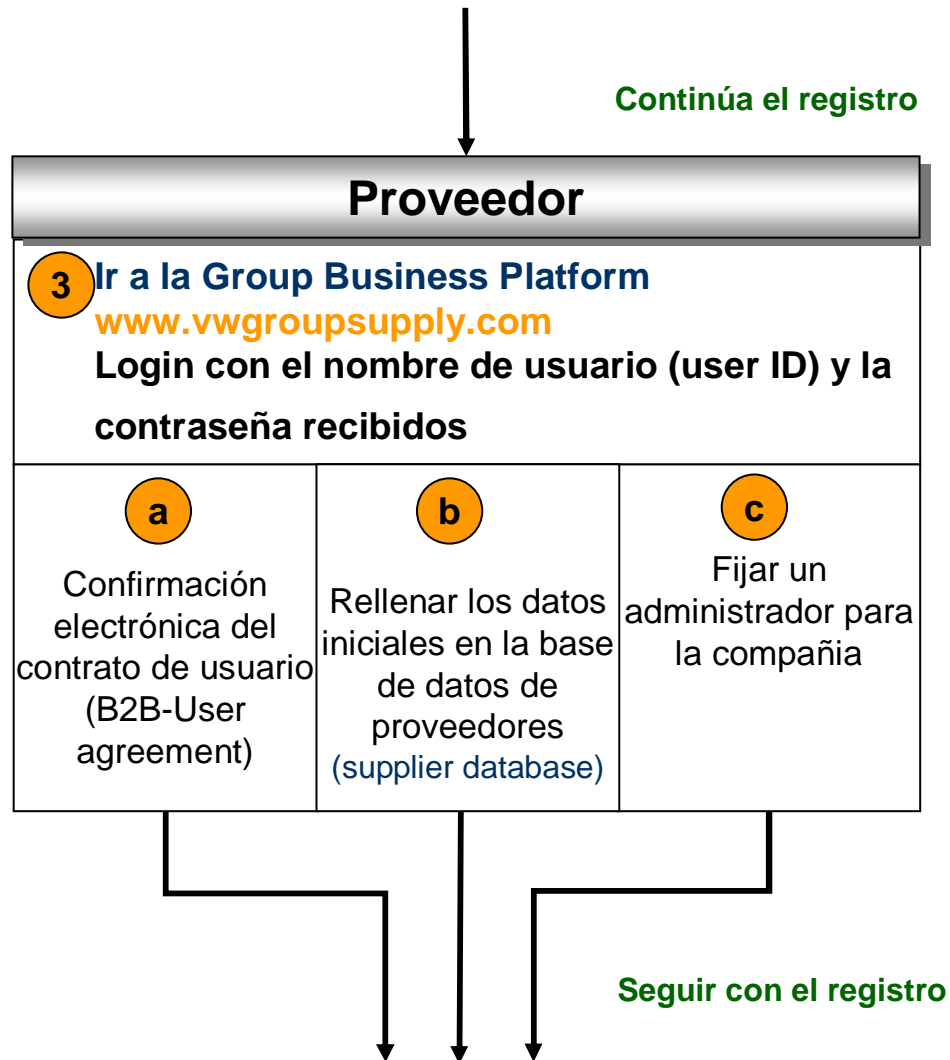 Continúa el registro
Proveedor
3 Ir a la Group Business Platform
www.vwgroupsupply.com
Login con el nombre de usuario (user ID) y la
contraseña recibidos
a
Confirmación
electrónica del
contrato de usuario
(B2B-User
agreement)
b
Rellenar los datos
iniciales en la base
de datos de
proveedores
(supplier database)
c
Fijar un
administrador para
la compañia
Seguir con el registro